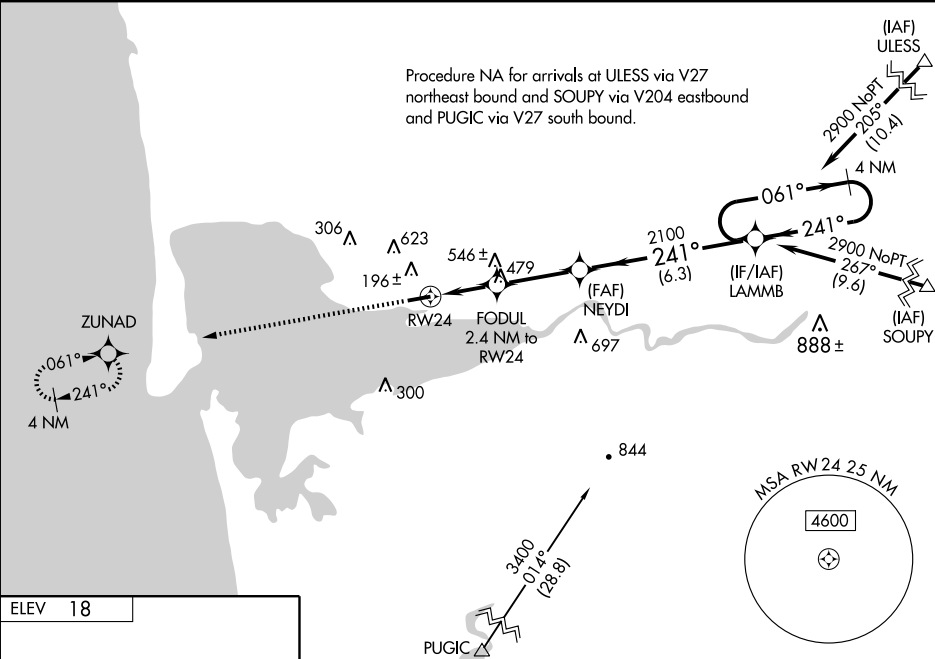 (IAF)
ULESS
Procedure NA for arrivals at ULESS via V27
northeast bound and SOUPY via V204 eastbound
and PUGIC via V27 south bound.
2900 NoPT
205°
(10.4)
4 NM
061°
241°
2900 NoPT
267°
(9.6)
(IAF)
SOUPY
(IF/IAF)
LAMMB
2100
241°
(6.3)
(FAF)
NEYDI
306
623
196±
546±
479
RW24
FODUL
2.4 NM to
RW24
697
888±
300
ZUNAD
061°
241°
4 NM
844
MSA RW24 25 NM
4600
3400
014°
(28.8)
PUGIC
ELEV 18